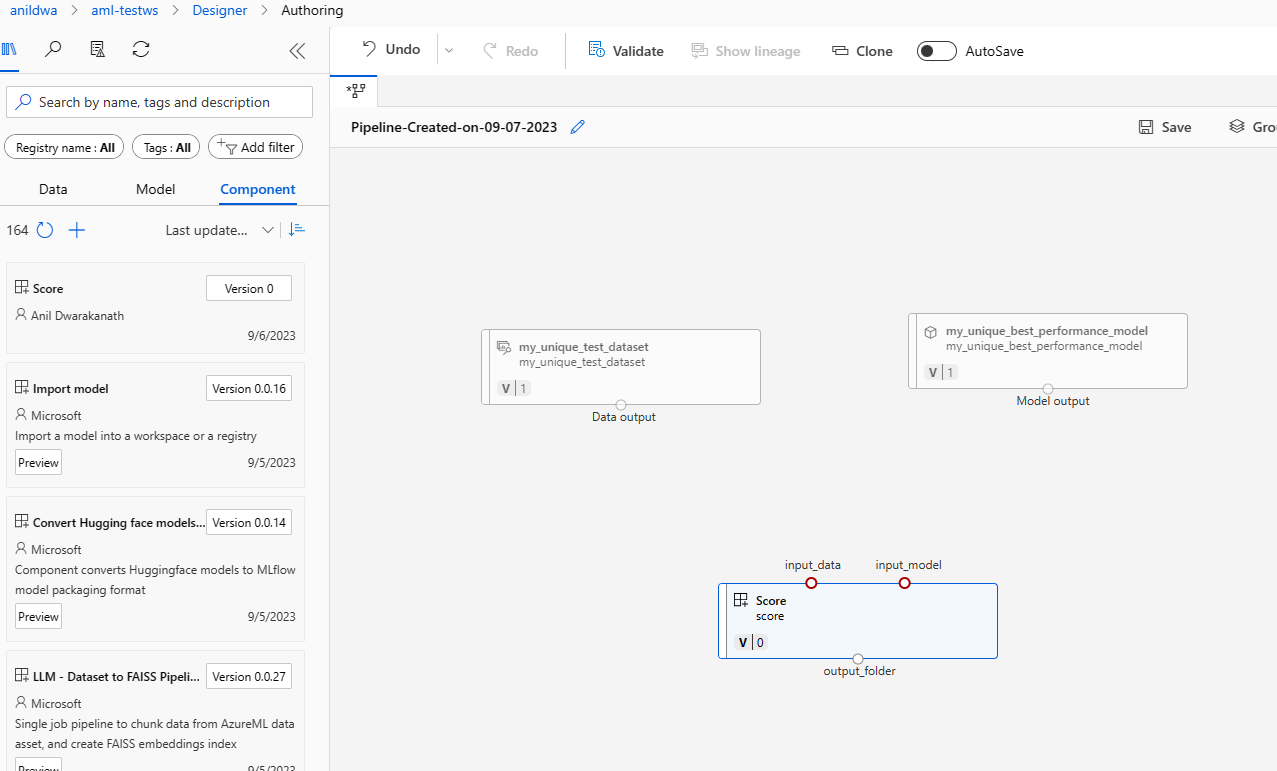 anildwa > aml-testws > Designer > Authoring
Undo Redo Validate Show lineage Clone AutoSave
Search by name, tags and description
Registry name : All Tags : All Add filter
Data Model Component
164 Last update...
Score Version 0
Anil Dwarakanath
9/6/2023
Import model Version 0.0.16
Microsoft
Import a model into a workspace or a registry
Preview 9/5/2023
Convert Hugging face models... Version 0.0.14
Microsoft
Component converts Huggingface models to MLflow
model packaging format
Preview 9/5/2023
LLM - Dataset to FAISS Pipeli... Version 0.0.27
Microsoft
Single job pipeline to chunk data from AzureML data
asset, and create FAISS embeddings index
Preview 9/5/2023
Pipeline-Created-on-09-07-2023 Save Grou
my_unique_test_dataset
my_unique_test_dataset
V 1
Data output
my_unique_best_performance_model
my_unique_best_performance_model
V 1
Model output
input_data input_model
Score
score
V 0
output_folder